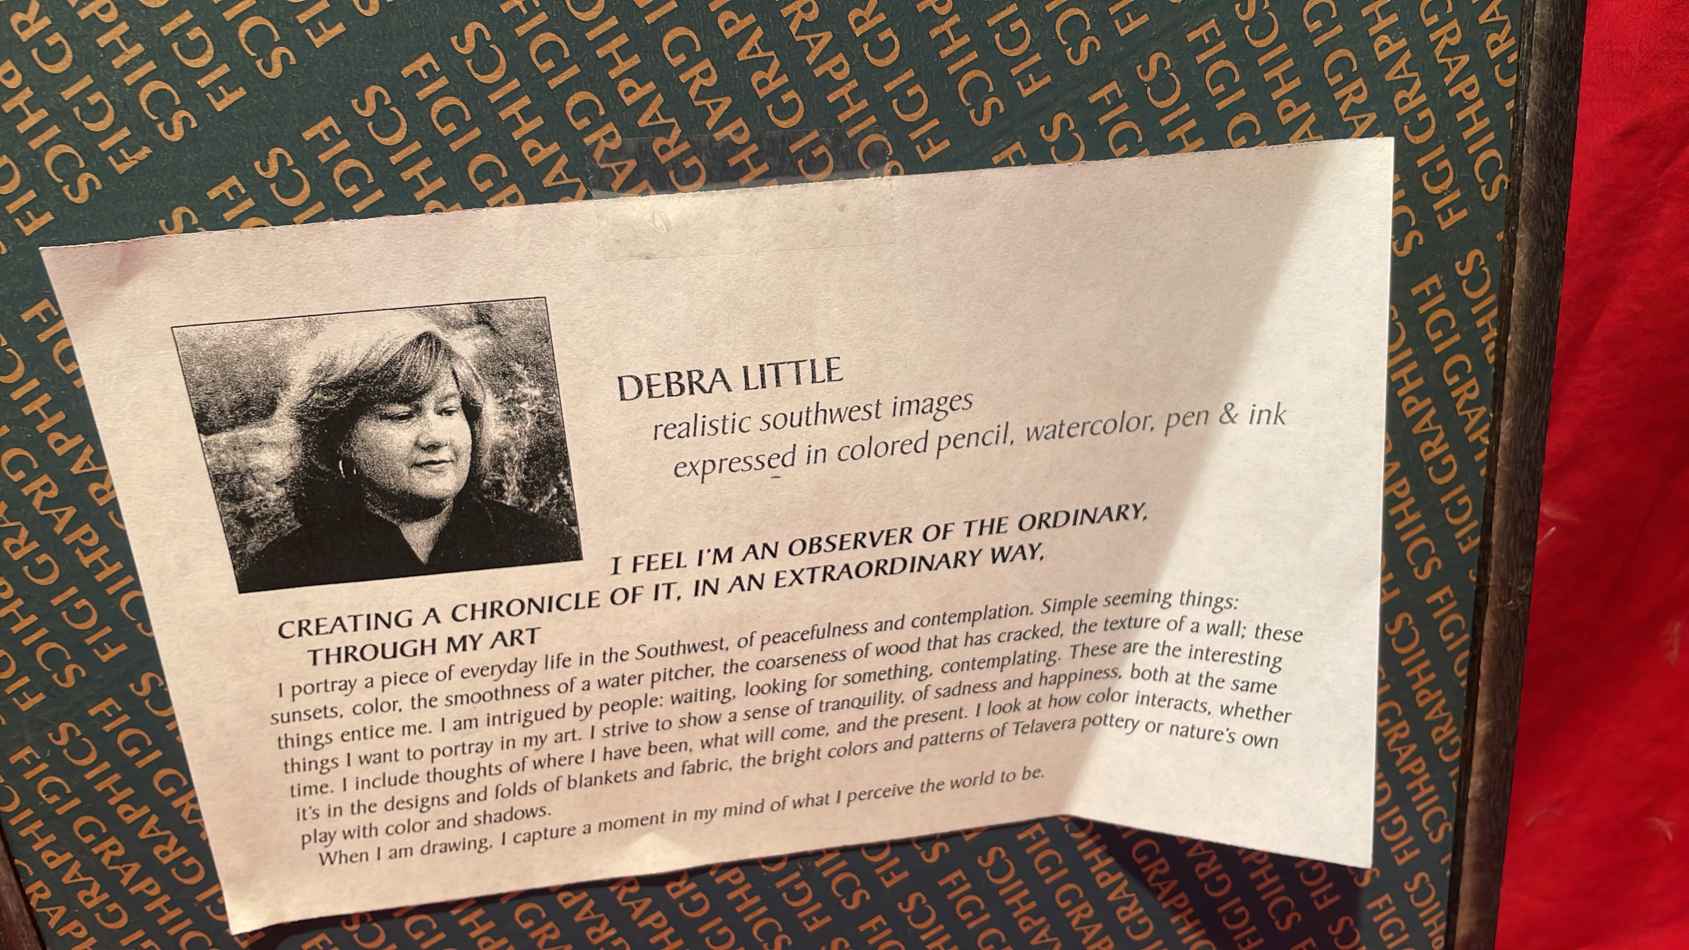 FIGI GRAPHICS
DEBRA LITTLE
realistic southwest images
expressed in colored pencil, watercolor, pen & ink
I FEEL I'M AN OBSERVER OF THE ORDINARY,
CREATING A CHRONICLE OF IT, IN AN EXTRAORDINARY WAY,
THROUGH MY ART
I portray a piece of everyday life in the Southwest, of peacefulness and contemplation. Simple seeming things:
sunsets, color, the smoothness of a water pitcher, the coarseness of wood that has cracked, the texture of a wall; these
things entice me. I am intrigued by people: waiting, looking for something, contemplating. These are the interesting
things I want to portray in my art. I strive to show a sense of tranquility, of sadness and happiness, both at the same
time. I include thoughts of where I have been, what will come, and the present. I look at how color interacts, whether
it's in the designs and folds of blankets and fabric, the bright colors and patterns of Telavera pottery or nature's own
play with color and shadows.
When I am drawing, I capture a moment in my mind of what I perceive the world to be.